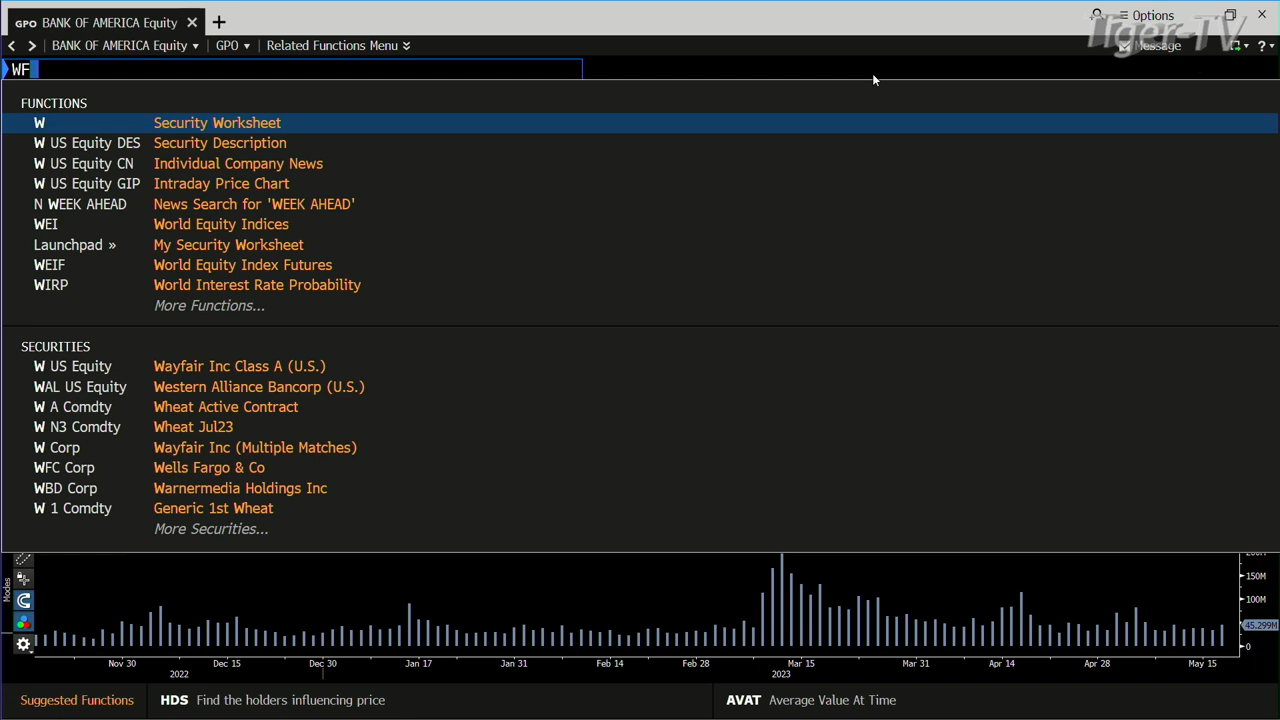 GPO BANK OF AMERICA Equity
Options
BANK OF AMERICA Equity
GPO
Related Functions Menu
Message
?
Tiger-TV
WF
FUNCTIONS
W Security Worksheet
W US Equity DES Security Description
W US Equity CN Individual Company News
W US Equity GIP Intraday Price Chart
N WEEK AHEAD News Search for 'WEEK AHEAD'
WEI World Equity Indices
Launchpad » My Security Worksheet
WEIF World Equity Index Futures
WIRP World Interest Rate Probability
More Functions...
SECURITIES
W US Equity Wayfair Inc Class A (U.S.)
WAL US Equity Western Alliance Bancorp (U.S.)
W A Comdty Wheat Active Contract
W N3 Comdty Wheat Jul23
W Corp Wayfair Inc (Multiple Matches)
WFC Corp Wells Fargo & Co
WBD Corp Warnermedia Holdings Inc
W 1 Comdty Generic 1st Wheat
More Securities...
Modes
200M
150M
100M
45.299M
0
Nov 30 Dec 15 Dec 30 Jan 17 Jan 31 Feb 14 Feb 28 Mar 15 Mar 31 Apr 14 Apr 28 May 15
2022 2023
Suggested Functions HDS Find the holders influencing price AVAT Average Value At Time